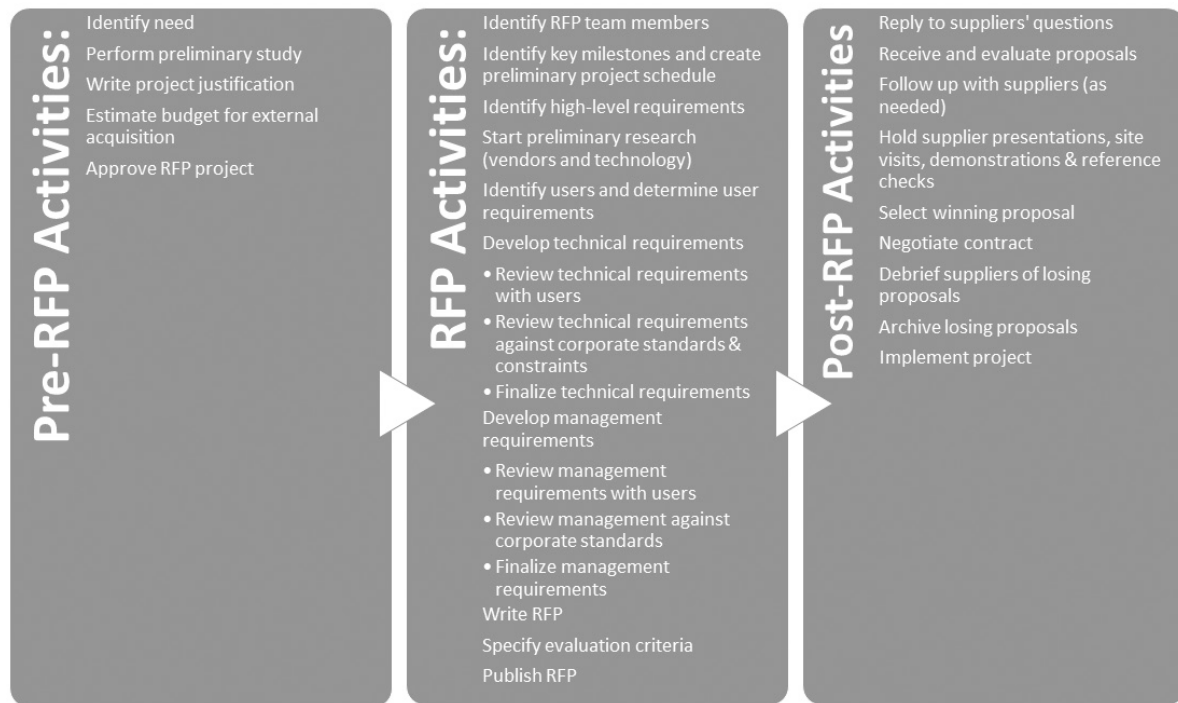 Pre-RFP Activities:
Identify need
Perform preliminary study
Write project justification
Estimate budget for external
acquisition
Approve RFP project
RFP Activities:
Identify RFP team members
Identify key milestones and create
preliminary project schedule
Identify high-level requirements
Start preliminary research
(vendors and technology)
Identify users and determine user
requirements
Develop technical requirements
• Review technical requirements
with users
• Review technical requirements
against corporate standards &
constraints
• Finalize technical requirements
Develop management
requirements
• Review management
requirements with users
• Review management against
corporate standards
• Finalize management
requirements
Write RFP
Specify evaluation criteria
Publish RFP
Post-RFP Activities
Reply to suppliers' questions
Receive and evaluate proposals
Follow up with suppliers (as
needed)
Hold supplier presentations, site
visits, demonstrations & reference
checks
Select winning proposal
Negotiate contract
Debrief suppliers of losing
proposals
Archive losing proposals
Implement project